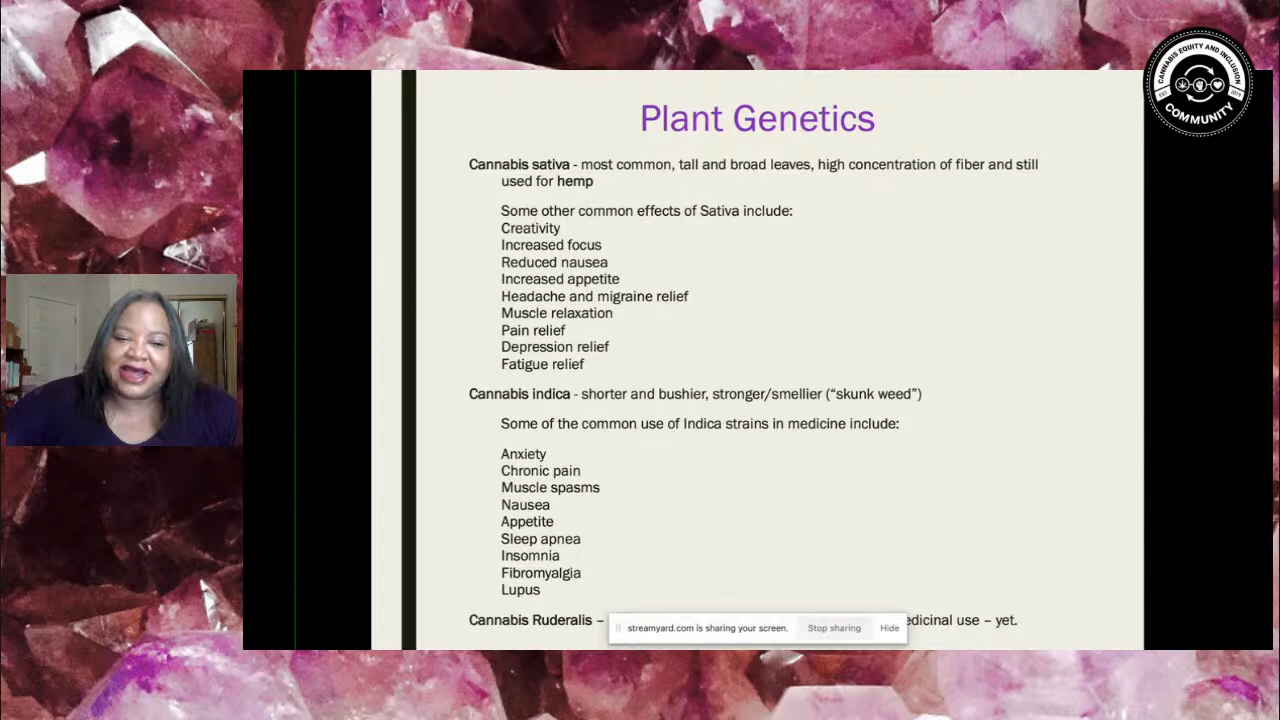 CANNABIS EQUITY AND INCLUSION
COMMUNITY
Plant Genetics
Cannabis sativa - most common, tall and broad leaves, high concentration of fiber and still
used for hemp
Some other common effects of Sativa include:
Creativity
Increased focus
Reduced nausea
Increased appetite
Headache and migraine relief
Muscle relaxation
Pain relief
Depression relief
Fatigue relief
Cannabis indica - shorter and bushier, stronger/smellier (“skunk weed”)
Some of the common use of Indica strains in medicine include:
Anxiety
Chronic pain
Muscle spasms
Nausea
Appetite
Sleep apnea
Insomnia
Fibromyalgia
Lupus
Cannabis Ruderalis – use – yet.
streamyard.com is sharing your screen. Stop sharing Hide